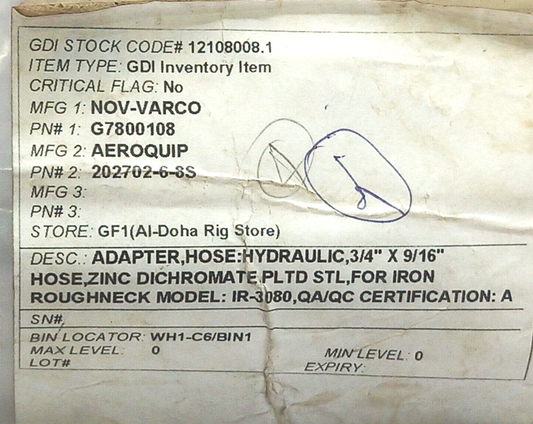 GDI STOCK CODE# 12108008.1
ITEM TYPE: GDI Inventory Item
CRITICAL FLAG: No
MFG 1: NOV-VARCO
PN# 1: G7800108
MFG 2: AEROQUIP
PN# 2: 202702-6-8S
MFG 3:
PN# 3:
STORE: GF1(Al-Doha Rig Store)
DESC.: ADAPTER,HOSE:HYDRAULIC,3/4" X 9/16"
HOSE,ZINC DICHROMATE PLTD STL,FOR IRON
ROUGHNECK MODEL: IR-3080,QA/QC CERTIFICATION: A
SN#
BIN LOCATOR: WH1-C6/BIN1
MAX LEVEL: 0 MIN LEVEL: 0
LOT# EXPIRY: